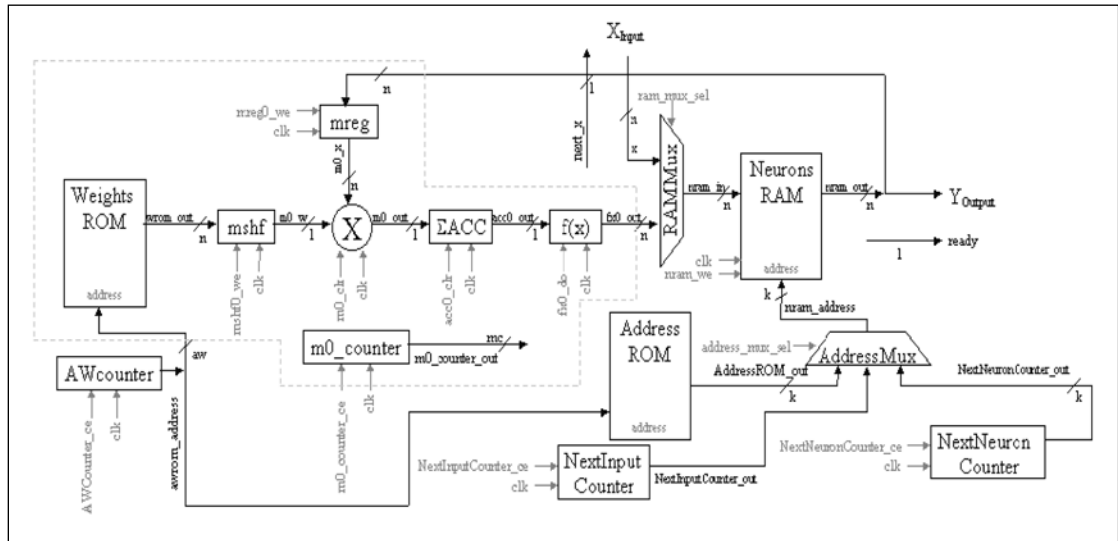 X Input
n
1
ram_mux_sel
mreg0_we
clk
mreg
n
x
next_x
m0_x
n
RAMMux
Neurons
RAM
nram_in
n
nram_out
n
Y Output
Weights
ROM
wrom_out
n
mshf
m0_w
1
X
m0_out
1
ΣACC
acc0_out
1
f(x)
fx0_out
n
ready
1
clk
nram_we
address
address
mshf0_we
clk
m0_clr
clk
acc0_clr
clk
fx0_do
clk
k
nram_address
aw
m0_counter
mc
m0_counter_out
Address
ROM
address_mux_sel
AddressMux
AWcounter
AddressROM_out
k
NextNeuronCounter_out
k
AWCounter_ce
clk
awrom_address
m0_counter_ce
clk
address
NextInputCounter_ce
clk
NextInput
Counter
NextInputCounter_out
NextNeuronCounter_ce
clk
NextNeuron
Counter